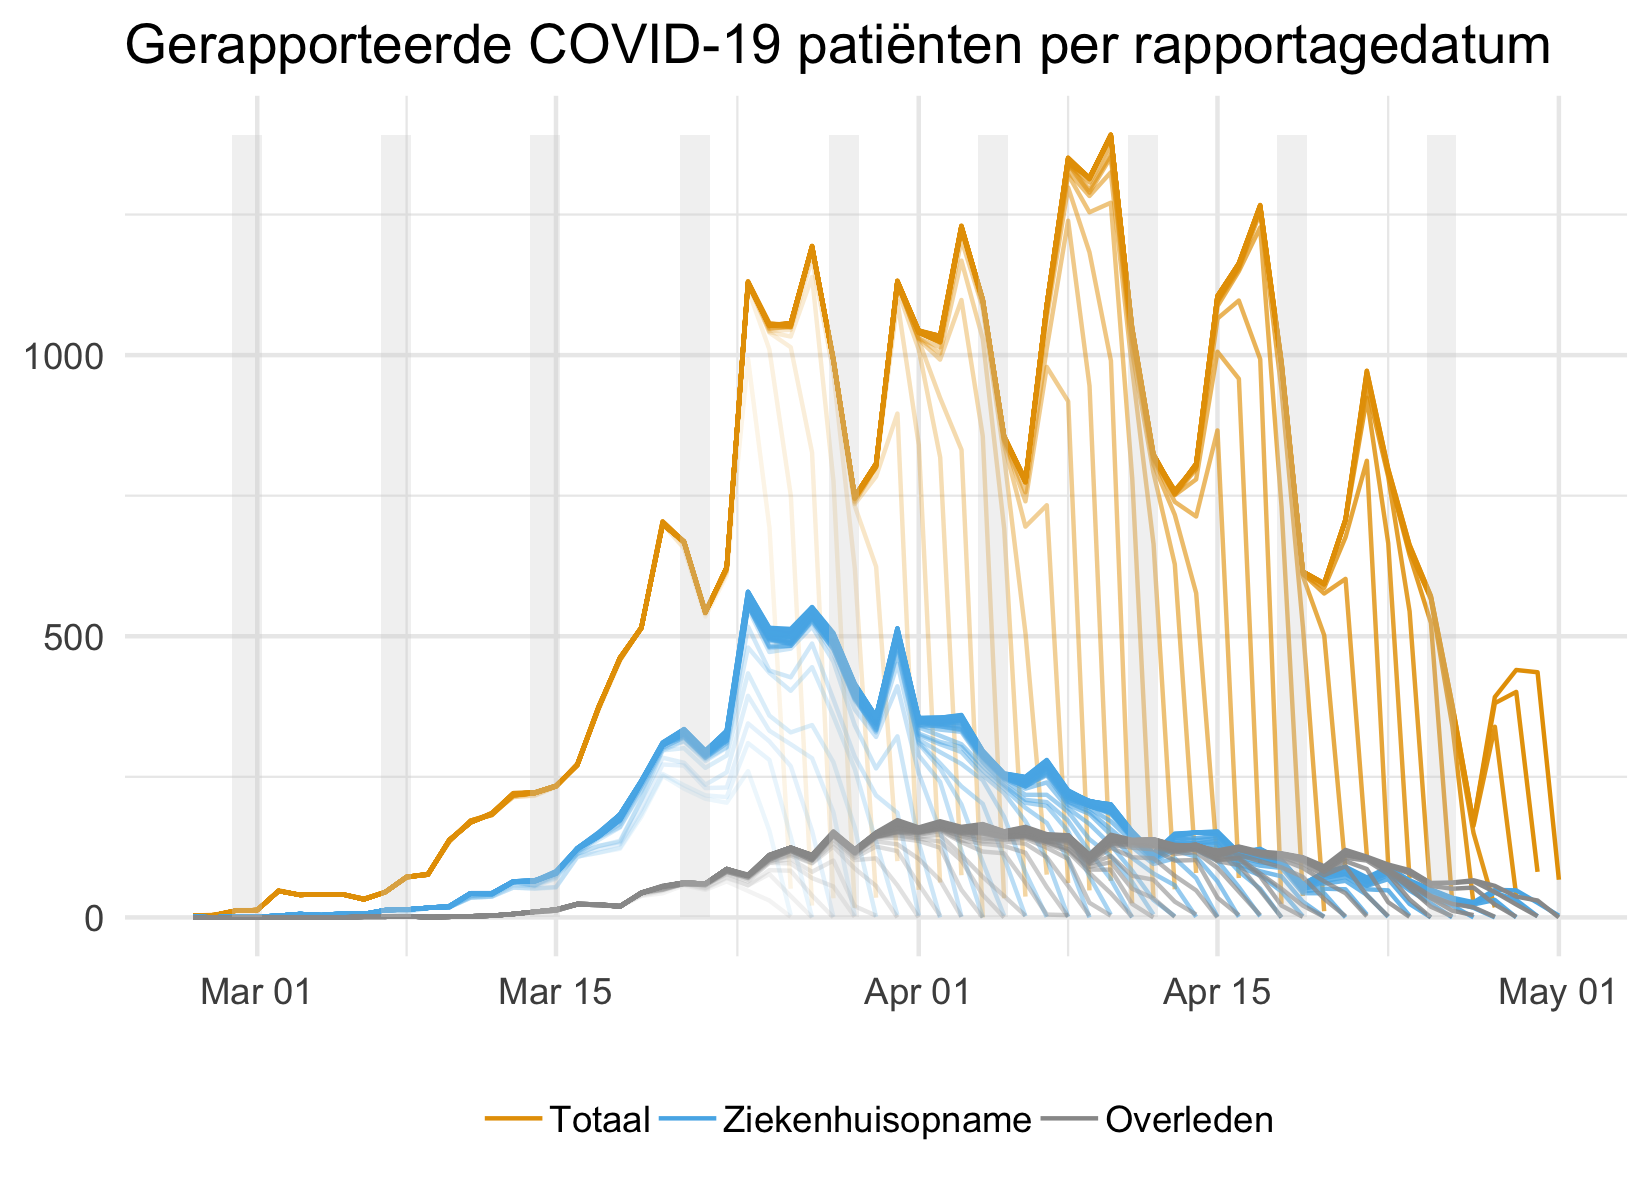 Gerapporteerde COVID-19 patiënten per rapportagedatum
1000
500
0
Mar 01 Mar 15 Apr 01 Apr 15 May 01
Totaal Ziekenhuisopname Overleden